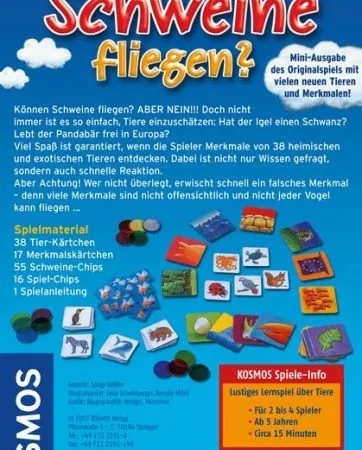 Schweine
fliegen?
Mini-Ausgabe
des Originalspiels mit
vielen neuen Tieren
und Merkmalen!
Können Schweine fliegen? ABER NEIN!!! Doch nicht
immer ist es so einfach, Tiere einzuschätzen: Hat der Igel einen Schwanz?
Lebt der Pandabär frei in Europa?
Viel Spaß ist garantiert, wenn die Spieler Merkmale von 38 heimischen
und exotischen Tieren entdecken. Dabei ist nicht nur Wissen gefragt,
sondern auch schnelle Reaktion.
Aber Achtung! Wer nicht überlegt, erwischt schnell ein falsches Merkmal
– denn viele Merkmale sind nicht offensichtlich und nicht jeder Vogel
kann fliegen ...
Spielmaterial
38 Tier-Kärtchen
17 Merkmalskärtchen
55 Schweine-Chips
16 Spiel-Chips
1 Spielanleitung
KOSMOS
KOSMOS Spiele-Info
Lustiges Lernspiel über Tiere
• Für 2 bis 4 Spieler
• Ab 5 Jahren
• Circa 15 Minuten
© 2007 KOSMOS Verlag